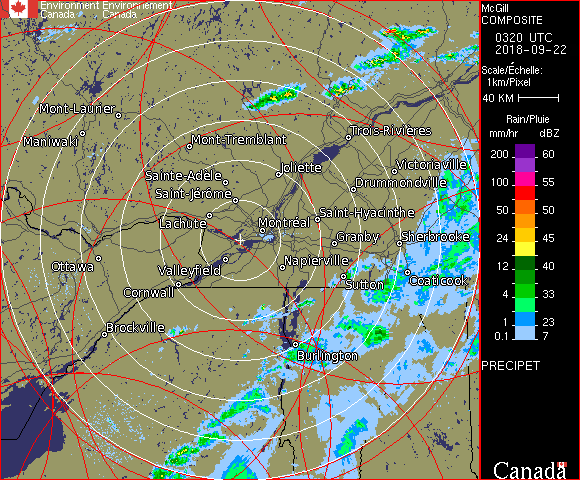 Environment Environnement
Canada Canada
McGill
COMPOSITE
0320 UTC
2018-09-22
Scale/Échelle:
1km/Pixel
40 KM
Rain/Pluie
mm/hr dBZ
200 60
100 55
50 50
24 45
12 40
4 33
1 23
0.1 7
PRECIPET
Canada
Mont-Laurier
Maniwaki
Mont-Tremblant
Trois-Rivières
Sainte-Adèle
Joliette
Victoriaville
Saint-Jérôme
Drummondville
Lachute
Montréal
Saint-Hyacinthe
Granby
Sherbrooke
Ottawa
Valleyfield
Napierville
Cornwall
Sutton
Coaticook
Brockville
Burlington